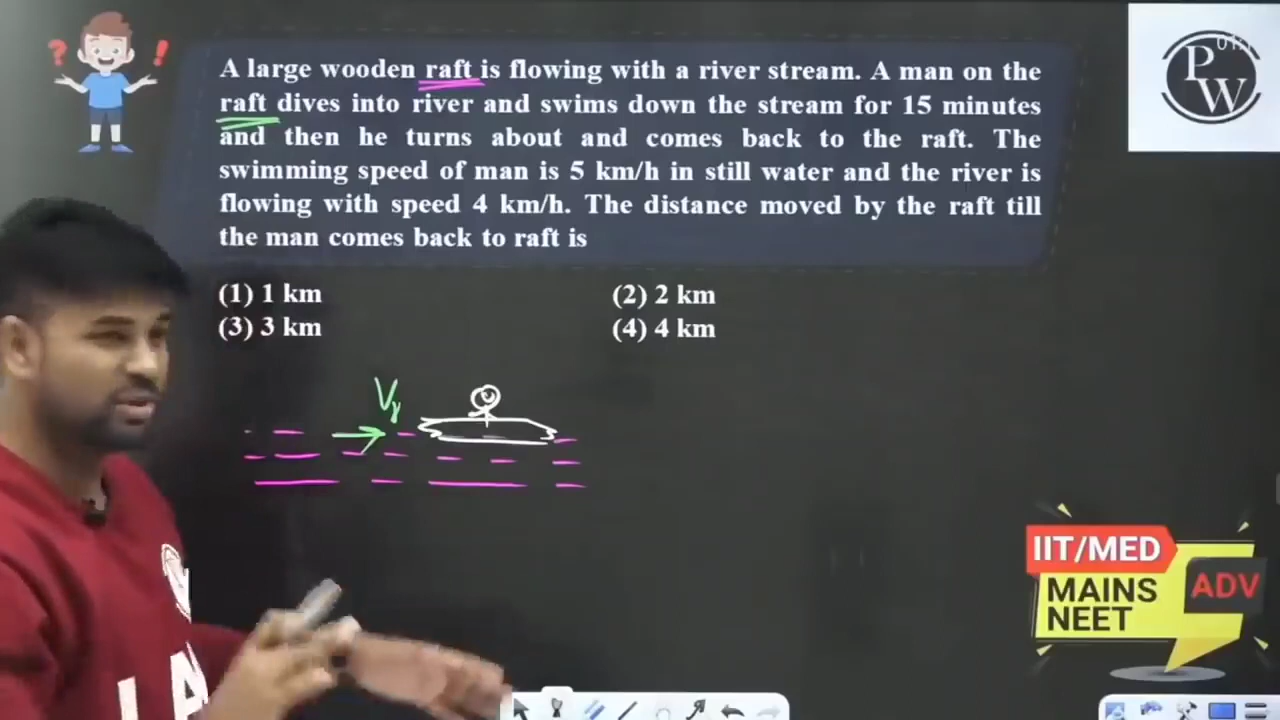 A large wooden raft is flowing with a river stream. A man on the
raft dives into river and swims down the stream for 15 minutes
and then he turns about and comes back to the raft. The
swimming speed of man is 5 km/h in still water and the river is
flowing with speed 4 km/h. The distance moved by the raft till
the man comes back to raft is
(1) 1 km
(2) 2 km
(3) 3 km
(4) 4 km
? !
P
W
IIT/MED
MAINS
NEET
ADV